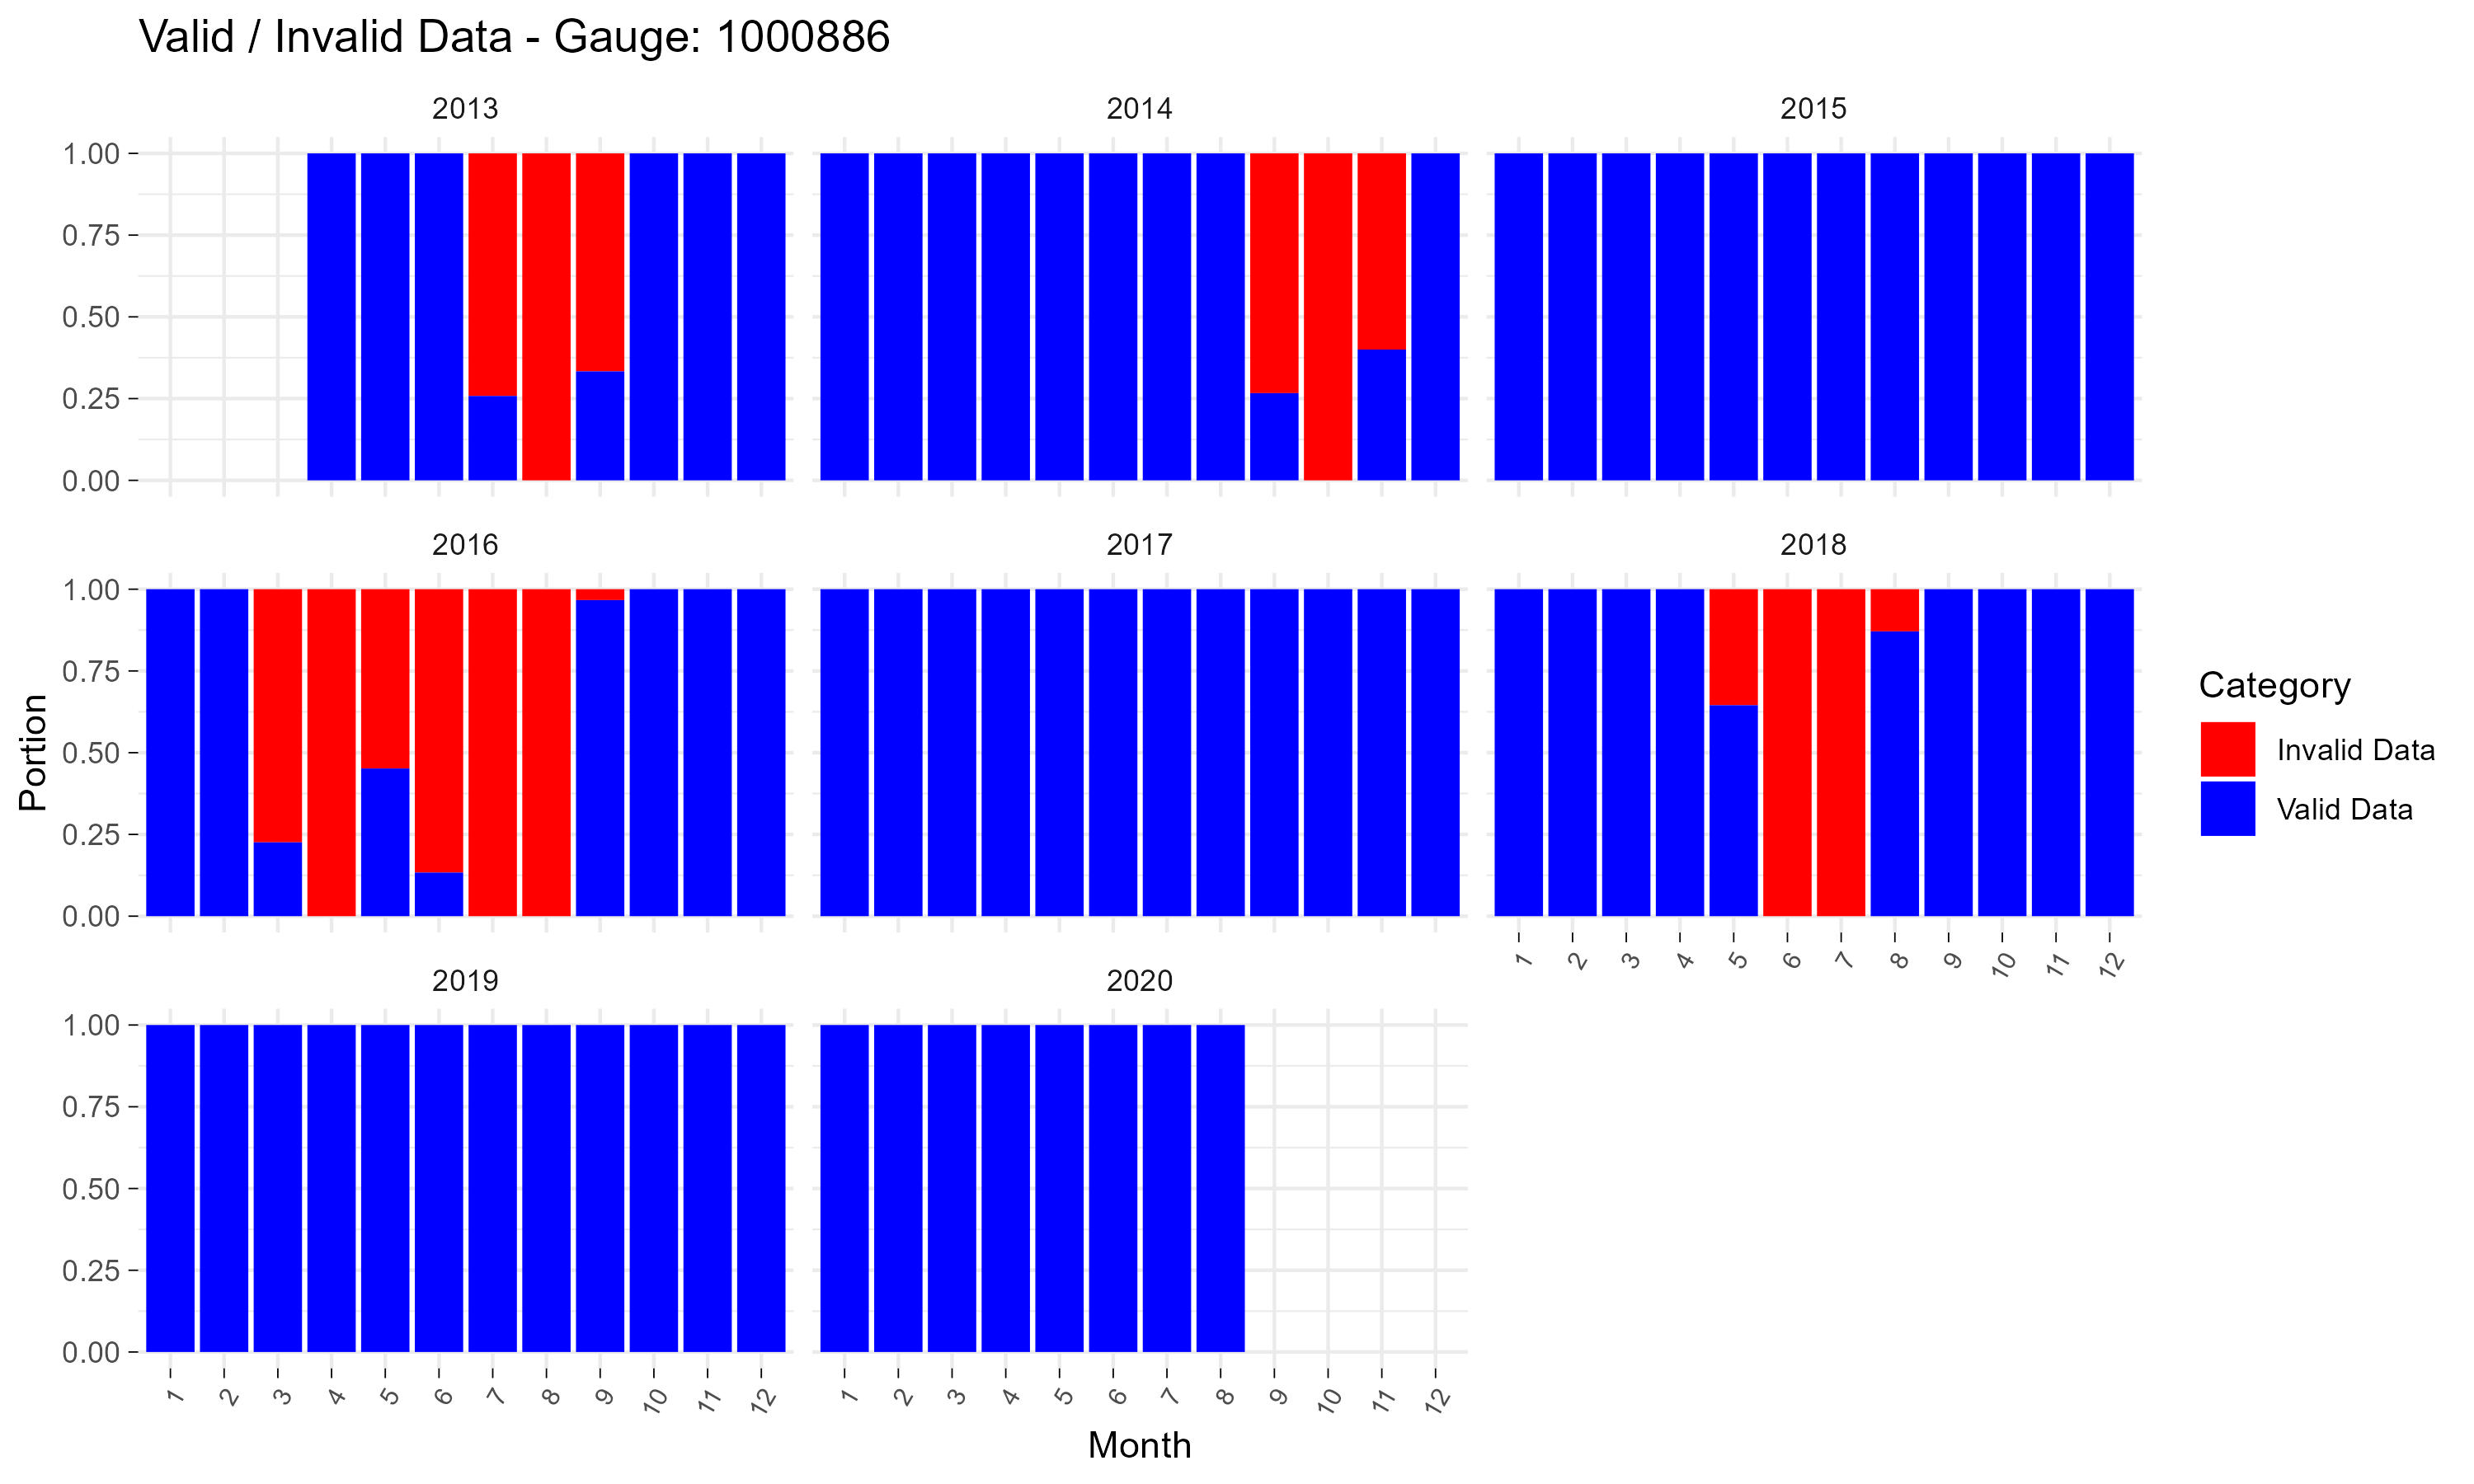 Valid / Invalid Data - Gauge: 1000886
2013 2014 2015
1.00
0.75
0.50
0.25
0.00
2016 2017 2018
1.00
0.75
0.50
0.25
0.00
1 2 3 4 5 6 7 8 9 10 11 12
2019 2020
1.00
0.75
0.50
0.25
0.00
1 2 3 4 5 6 7 8 9 10 11 12 1 2 3 4 5 6 7 8 9 10 11 12
Month
Portion
Category
Invalid Data
Valid Data